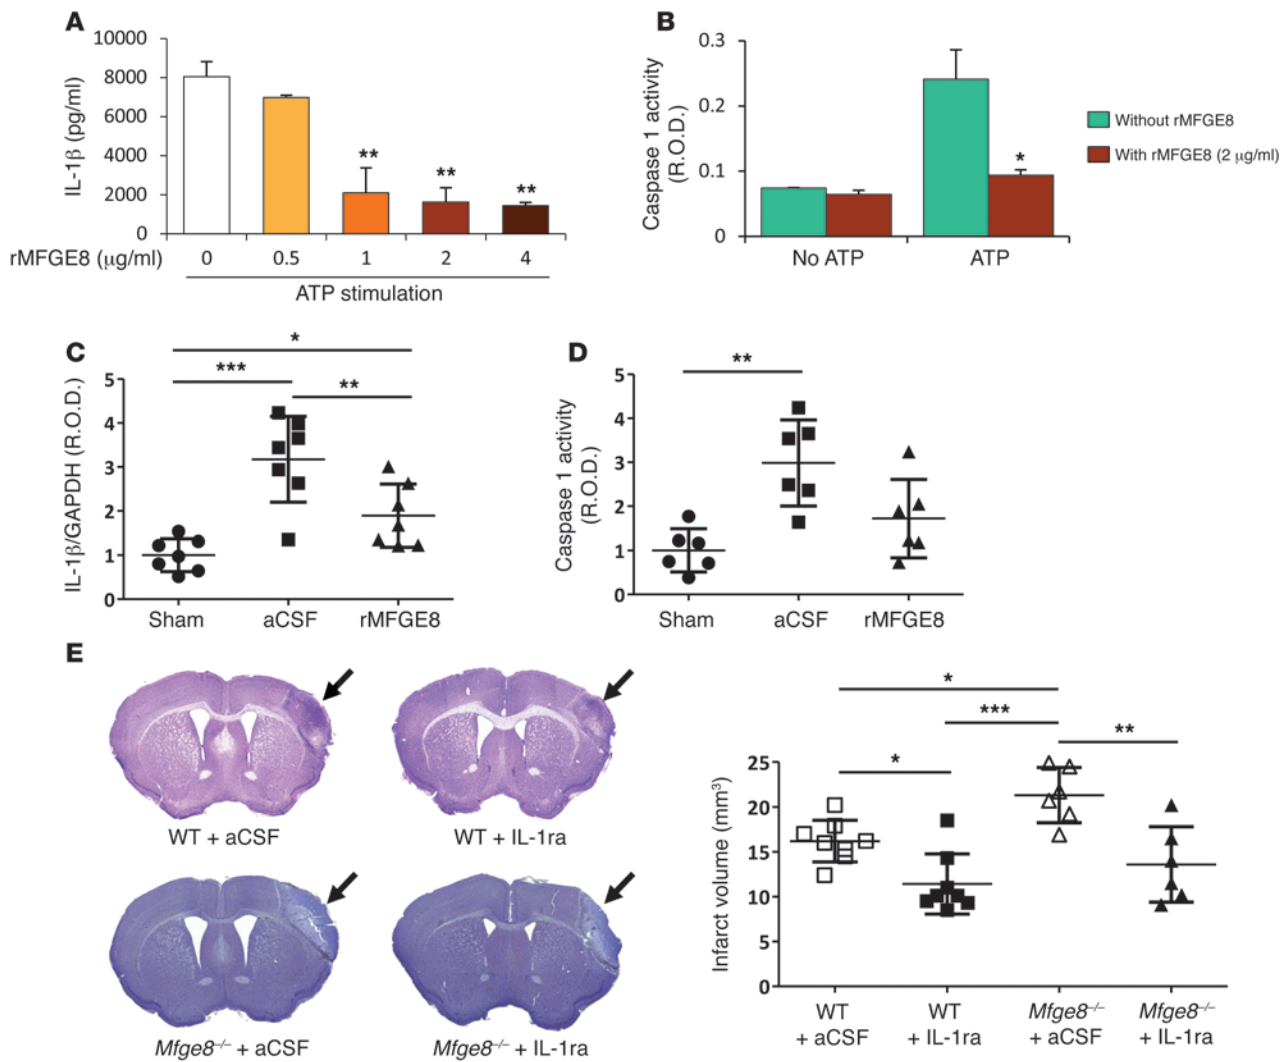 A
10000
8000
6000
4000
2000
0
IL-1β (pg/ml)
** ** **
rMFGE8 (μg/ml) 0 0.5 1 2 4
ATP stimulation
B
0.3
0.2
0.1
0
Caspase 1 activity
(R.O.D.)
*
No ATP ATP
Without rMFGE8
With rMFGE8 (2 μg/ml)
C
*
***
**
5
4
3
2
1
0
IL-1β/GAPDH (R.O.D.)
Sham aCSF rMFGE8
D
**
5
4
3
2
1
0
Caspase 1 activity
(R.O.D.)
Sham aCSF rMFGE8
E
WT + aCSF
WT + IL-1ra
Mfge8–/– + aCSF
Mfge8–/– + IL-1ra
*
***
**
*
25
20
15
10
5
0
Infarct volume (mm³)
WT
+ aCSF
WT
+ IL-1ra
Mfge8–/–
+ aCSF
Mfge8–/–
+ IL-1ra